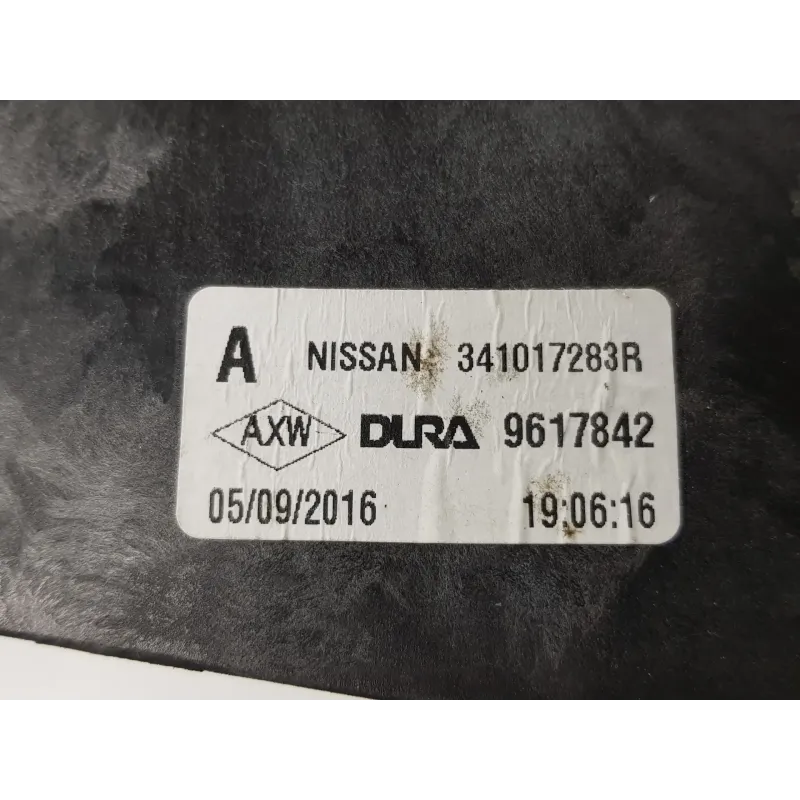 A NISSAN 341017283R
AXW DURA 9617842
05/09/2016 19:06:16